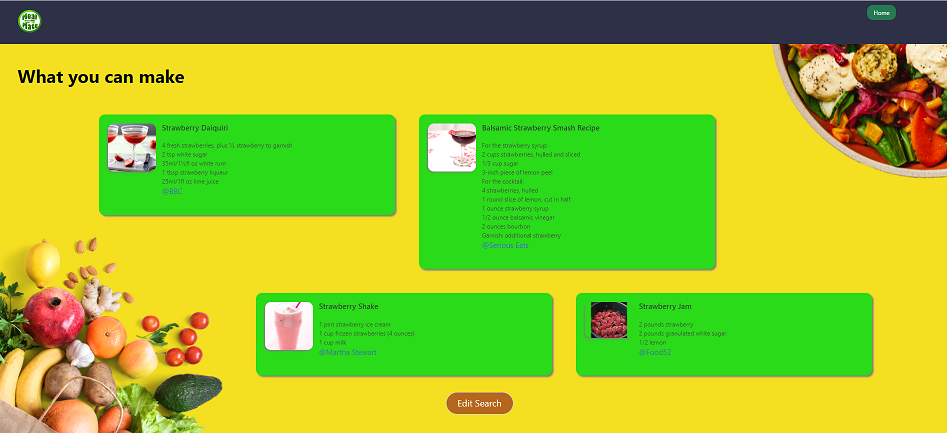 Meal
Mate
Home
What you can make
Strawberry Daiquiri
4 fresh strawberries, plus ½ strawberry to garnish
2 tsp white sugar
35ml/1¼fl oz white rum
1 tbsp strawberry liqueur
25ml/1fl oz lime juice
@BBC
Balsamic Strawberry Smash Recipe
For the strawberry syrup
2 cups strawberries, hulled and sliced
1/3 cup sugar
3-inch piece of lemon peel
For the cocktail
4 strawberries, hulled
1 round slice of lemon, cut in half
1 ounce strawberry syrup
1/2 ounce balsamic vinegar
2 ounces bourbon
Garnish: additional strawberry
@Serious Eats
Strawberry Shake
1 pint strawberry ice cream
1 cup frozen strawberries (4 ounces)
1 cup milk
@Martha Stewart
Strawberry Jam
2 pounds strawberry
2 pounds granulated white sugar
1/2 lemon
@Food52
Edit Search